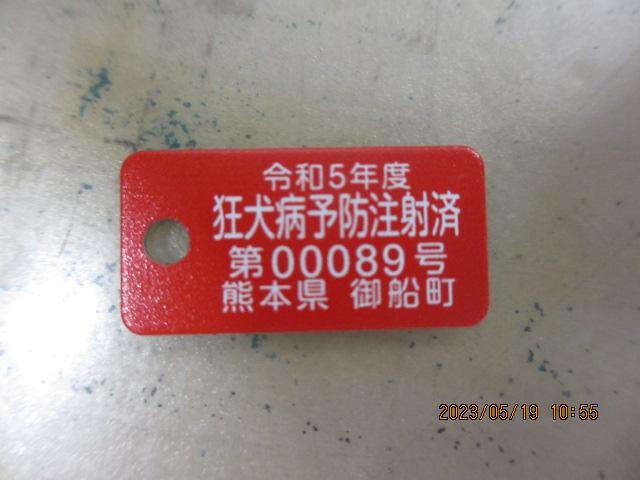 令和5年度
狂犬病予防注射済
第00089号
熊本県 御船町
2023/05/19 10:55